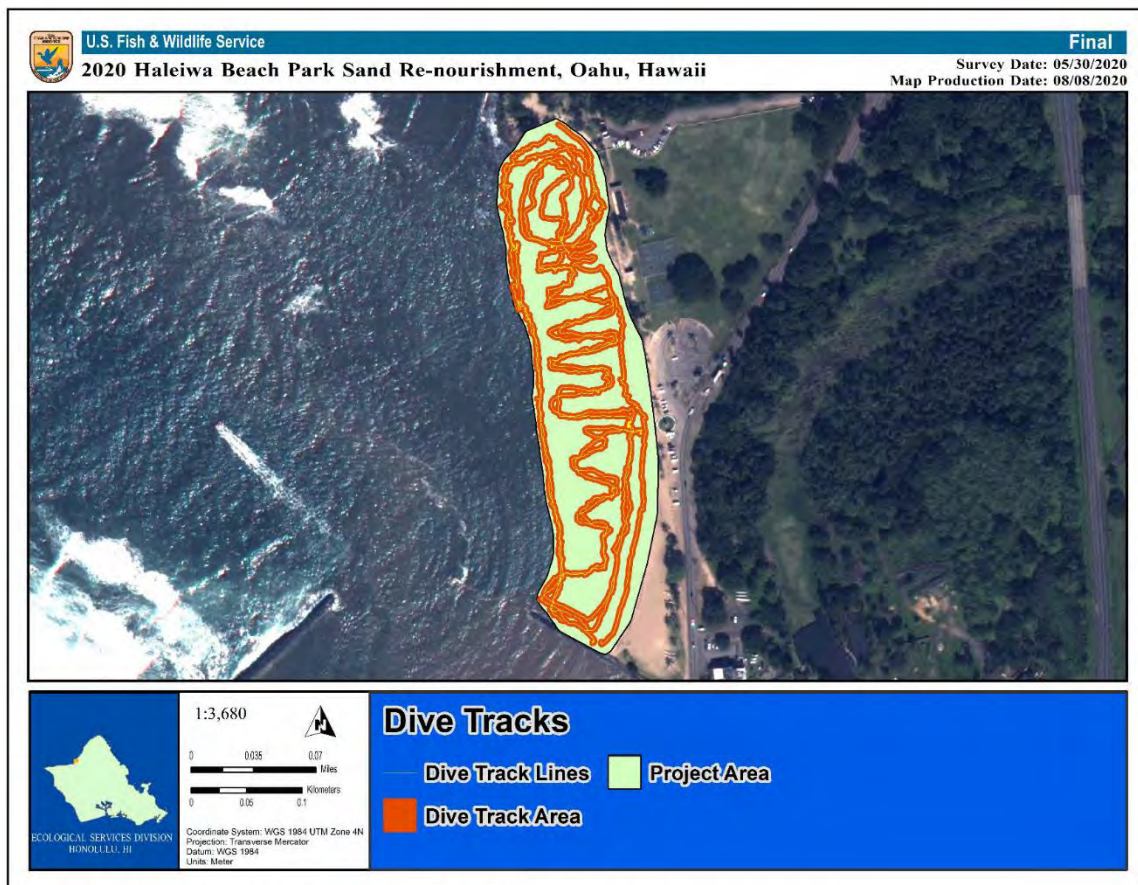 U.S. Fish & Wildlife Service
Final
2020 Haleiwa Beach Park Sand Re-nourishment, Oahu, Hawaii
Survey Date: 05/30/2020
Map Production Date: 08/08/2020
1:3,680
N
0 0.035 0.07
Miles
Kilometers
0 0.05 0.1
Coordinate System: WGS 1984 UTM Zone 4N
Projection: Transverse Mercator
Datum: WGS 1984
Units: Meter
ECOLOGICAL SERVICES DIVISION
HONOLULU, HI
Dive Tracks
Dive Track Lines
Project Area
Dive Track Area